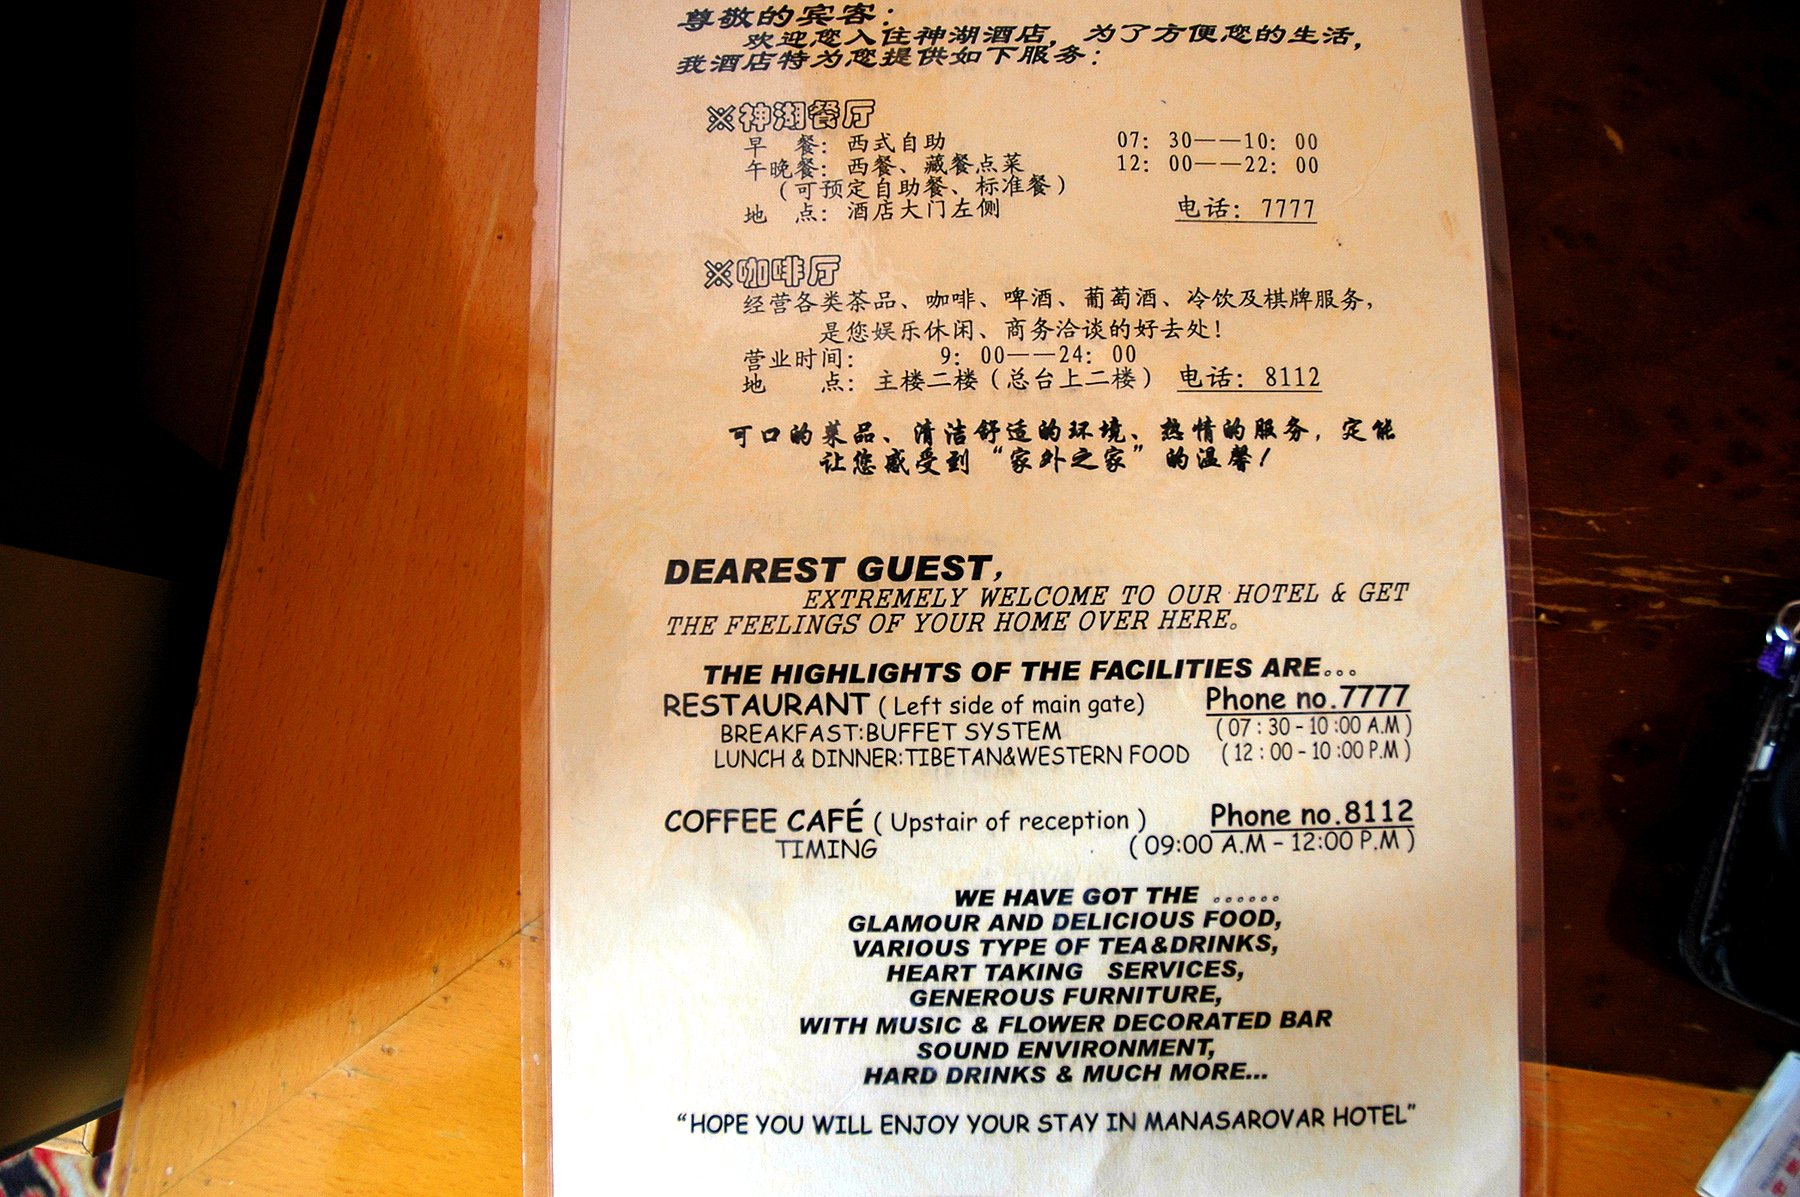 尊敬的宾客：
欢迎您入住神湖酒店，为了方便您的生活，
我酒店特为您提供如下服务：
※神湖餐厅
早　餐：西式自助 07：30——10：00
午晚餐：西餐、藏餐点菜 12：00——22：00
（可预定自助餐、标准餐）
地　点：酒店大门左侧 电话：7777
※咖啡厅
经营各类茶品、咖啡、啤酒、葡萄酒、冷饮及棋牌服务，
是您娱乐休闲、商务洽谈的好去处！
营业时间： 9：00——24：00
地　点：主楼二楼（总台上二楼） 电话：8112
可口的菜品、清洁舒适的环境、热情的服务，定能
让您感受到“家外之家”的温馨！
DEAREST GUEST,
EXTREMELY WELCOME TO OUR HOTEL & GET
THE FEELINGS OF YOUR HOME OVER HERE。
THE HIGHLIGHTS OF THE FACILITIES ARE。。。
RESTAURANT ( Left side of main gate) Phone no.7777
BREAKFAST:BUFFET SYSTEM ( 07 : 30 - 10 :00 A.M )
LUNCH & DINNER:TIBETAN&WESTERN FOOD ( 12 : 00 - 10 :00 P.M )
COFFEE CAFÉ ( Upstair of reception ) Phone no.8112
TIMING ( 09:00 A.M - 12:00 P.M )
WE HAVE GOT THE 。。。。。。
GLAMOUR AND DELICIOUS FOOD,
VARIOUS TYPE OF TEA&DRINKS,
HEART TAKING SERVICES,
GENEROUS FURNITURE,
WITH MUSIC & FLOWER DECORATED BAR
SOUND ENVIRONMENT,
HARD DRINKS & MUCH MORE...
“HOPE YOU WILL ENJOY YOUR STAY IN MANASAROVAR HOTEL”